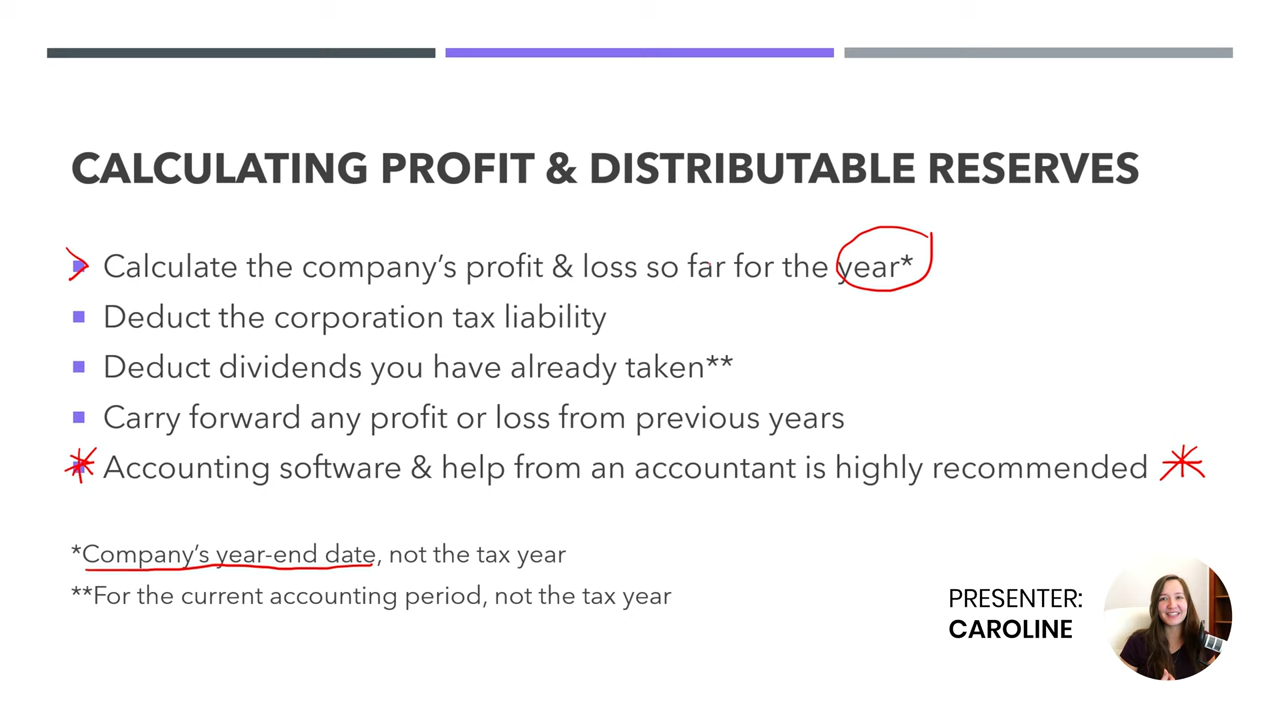 CALCULATING PROFIT & DISTRIBUTABLE RESERVES
Calculate the company’s profit & loss so far for the year*
Deduct the corporation tax liability
Deduct dividends you have already taken**
Carry forward any profit or loss from previous years
Accounting software & help from an accountant is highly recommended
*Company’s year-end date, not the tax year
**For the current accounting period, not the tax year
PRESENTER:
CAROLINE